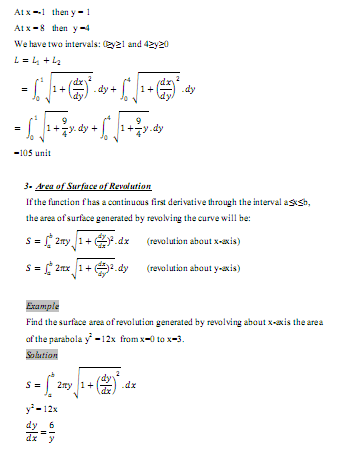 At x =-1 then y = 1
At x = 8 then y =4
We have two intervals: 0≥y≥1 and 4≥y≥0
L = L₁ + L₂
= ∫₀¹ √(1 + (dx/dy)²) . dy + ∫₀⁴ √(1 + (dx/dy)²) .dy
= ∫₀¹ √(1 + 9/4 y) . dy + ∫₀⁴ √(1 + 9/4 y) .dy
=105 unit
3- Area of Surface of Revolution
If the function f has a continuous first derivative through the interval a≤x≤b,
the area of surface generated by revolving the curve will be:
S = ∫ₐᵇ 2πy √(1 + (dy/dx)²) . dx (revolution about x-axis)
S = ∫ₐᵇ 2πx √(1 + (dx/dy)²) . dy (revolution about y-axis)
Example
Find the surface area of revolution generated by revolving about x-axis the area
of the parabola y² =12x from x=0 to x=3.
Solution
S = ∫ₐᵇ 2πy √(1 + (dy/dx)²) . dx
y² = 12x
dy/dx = 6/y